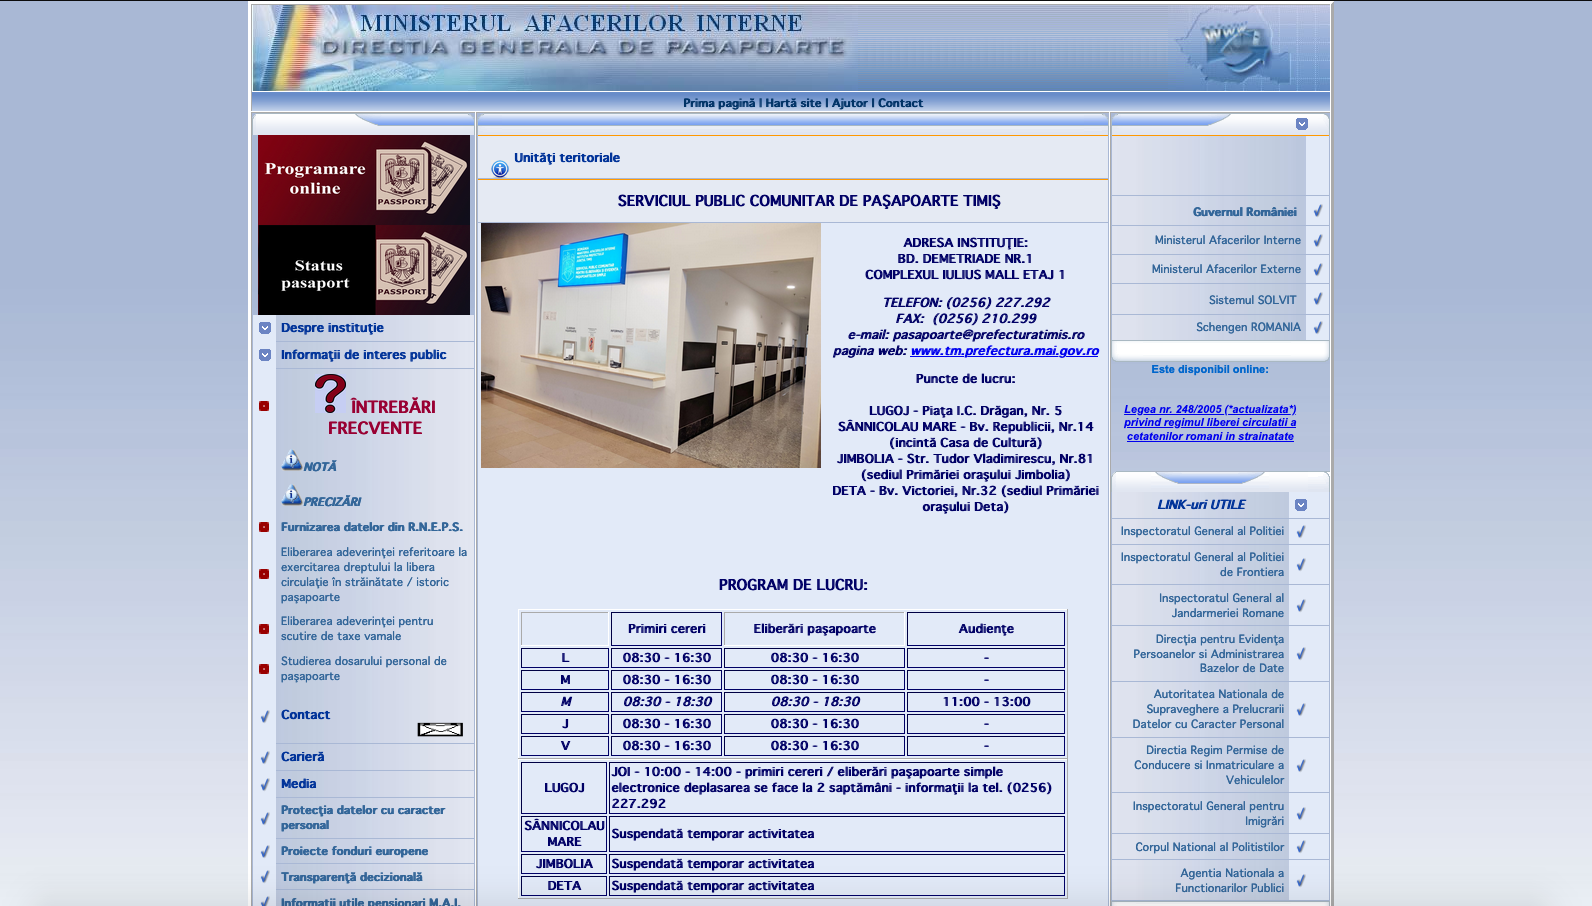 MINISTERUL AFACERILOR INTERNE
DIRECTIA GENERALA DE PASAPOARTE
www
Prima pagină | Hartă site | Ajutor | Contact
Programare
online
PASSPORT
Status
pasaport
PASSPORT
Despre instituţie
Informaţii de interes public
? ÎNTREBĂRI
FRECVENTE
NOTĂ
PRECIZĂRI
Furnizarea datelor din R.N.E.P.S.
Eliberarea adeverinţei referitoare la
exercitarea dreptului la libera
circulaţie în străinătate / istoric
paşapoarte
Eliberarea adeverinţei pentru
scutire de taxe vamale
Studierea dosarului personal de
paşapoarte
Contact
Carieră
Media
Protecţia datelor cu caracter
personal
Proiecte fonduri europene
Transparenţă decizională
Informatii utile pensionari M.A.I.
Unităţi teritoriale
SERVICIUL PUBLIC COMUNITAR DE PAŞAPOARTE TIMIŞ
ADRESA INSTITUŢIE:
BD. DEMETRIADE NR.1
COMPLEXUL IULIUS MALL ETAJ 1
TELEFON: (0256) 227.292
FAX: (0256) 210.299
e-mail: pasapoarte@prefecturatimis.ro
pagina web: www.tm.prefectura.mai.gov.ro
Puncte de lucru:
LUGOJ - Piaţa I.C. Drăgan, Nr. 5
SÂNNICOLAU MARE - Bv. Republicii, Nr.14
(incintă Casa de Cultură)
JIMBOLIA - Str. Tudor Vladimirescu, Nr.81
(sediul Primăriei oraşului Jimbolia)
DETA - Bv. Victoriei, Nr.32 (sediul Primăriei
oraşului Deta)
PROGRAM DE LUCRU:
Primiri cereri Eliberări paşapoarte Audienţe
L 08:30 - 16:30 08:30 - 16:30 -
M 08:30 - 16:30 08:30 - 16:30 -
M 08:30 - 18:30 08:30 - 18:30 11:00 - 13:00
J 08:30 - 16:30 08:30 - 16:30 -
V 08:30 - 16:30 08:30 - 16:30 -
LUGOJ JOI - 10:00 - 14:00 - primiri cereri / eliberări paşapoarte simple
electronice deplasarea se face la 2 saptămâni - informaţii la tel. (0256)
227.292
SÂNNICOLAU
MARE Suspendată temporar activitatea
JIMBOLIA Suspendată temporar activitatea
DETA Suspendată temporar activitatea
Guvernul României
Ministerul Afacerilor Interne
Ministerul Afacerilor Externe
Sistemul SOLVIT
Schengen ROMANIA
Este disponibil online:
Legea nr. 248/2005 (*actualizata*)
privind regimul liberei circulatii a
cetatenilor romani in strainatate
LINK-uri UTILE
Inspectoratul General al Politiei
Inspectoratul General al Politiei
de Frontiera
Inspectoratul General al
Jandarmeriei Romane
Direcţia pentru Evidenţa
Persoanelor si Administrarea
Bazelor de Date
Autoritatea Nationala de
Supraveghere a Prelucrarii
Datelor cu Caracter Personal
Directia Regim Permise de
Conducere si Inmatriculare a
Vehiculelor
Inspectoratul General pentru
Imigrări
Corpul National al Politistilor
Agentia Nationala a
Functionarilor Publici